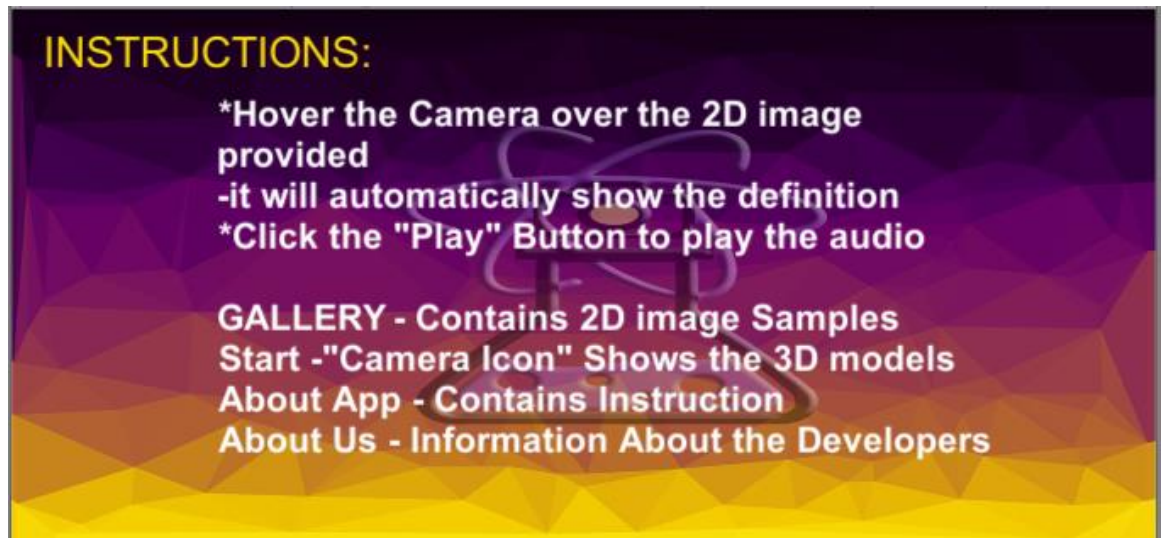 INSTRUCTIONS:
*Hover the Camera over the 2D image
provided
-it will automatically show the definition
*Click the "Play" Button to play the audio
GALLERY - Contains 2D image Samples
Start -"Camera Icon" Shows the 3D models
About App - Contains Instruction
About Us - Information About the Developers